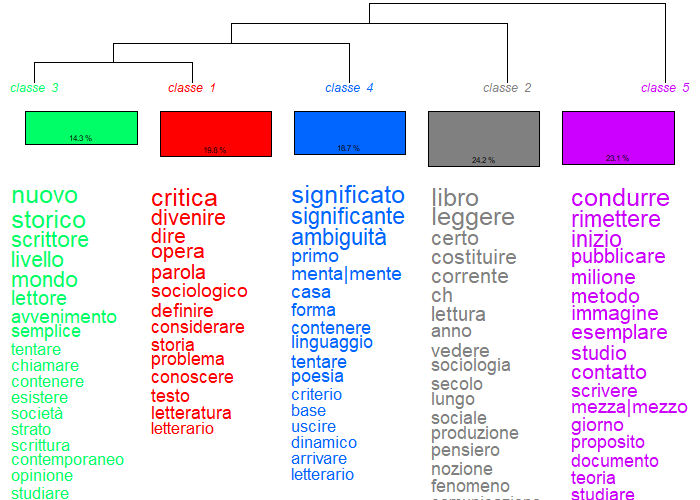 classe 3
classe 1
classe 4
classe 2
classe 5
14.3 %
19.8 %
18.7 %
24.2 %
23.1 %
nuovo
storico
scrittore
livello
mondo
lettore
avvenimento
semplice
tentare
chiamare
contenere
esistere
società
strato
scrittura
contemporaneo
opinione
studiare
critica
divenire
dire
opera
parola
sociologico
definire
considerare
storia
problema
conoscere
testo
letteratura
letterario
significato
significante
ambiguità
primo
menta|mente
casa
forma
contenere
linguaggio
tentare
poesia
criterio
base
uscire
dinamico
arrivare
letterario
libro
leggere
certo
costituire
corrente
ch
lettura
anno
vedere
sociologia
secolo
lungo
sociale
produzione
pensiero
nozione
fenomeno
condurre
rimettere
inizio
pubblicare
milione
metodo
immagine
esemplare
studio
contatto
scrivere
mezza|mezzo
giorno
proposito
documento
teoria
studiare